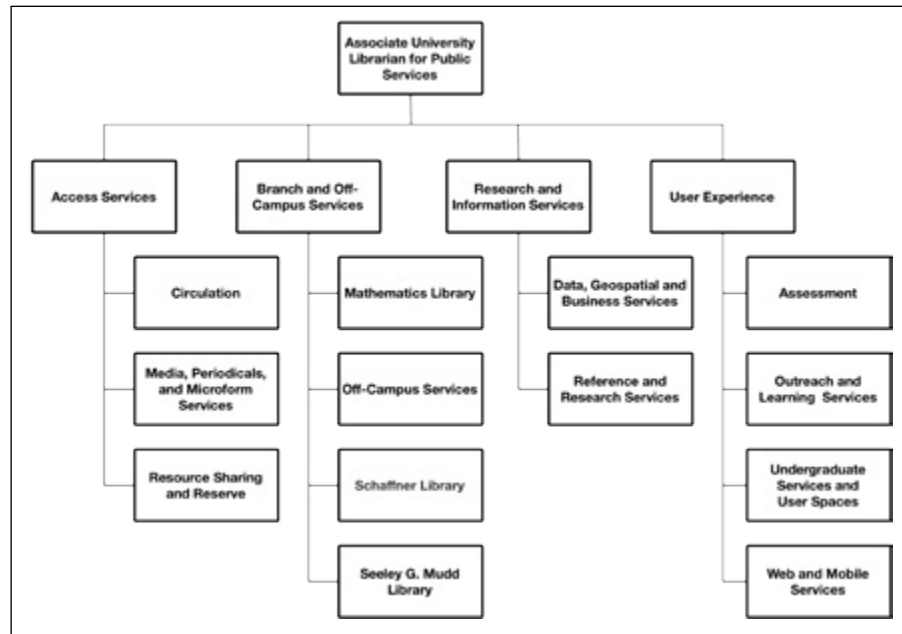 Associate University
Librarian for Public
Services
Access Services
Branch and Off-
Campus Services
Research and
Information Services
User Experience
Circulation
Mathematics Library
Data, Geospatial and
Business Services
Assessment
Media, Periodicals,
and Microform
Services
Off-Campus Services
Reference and
Research Services
Outreach and
Learning Services
Resource Sharing
and Reserve
Schaffner Library
Undergraduate
Services and
User Spaces
Seeley G. Mudd
Library
Web and Mobile
Services